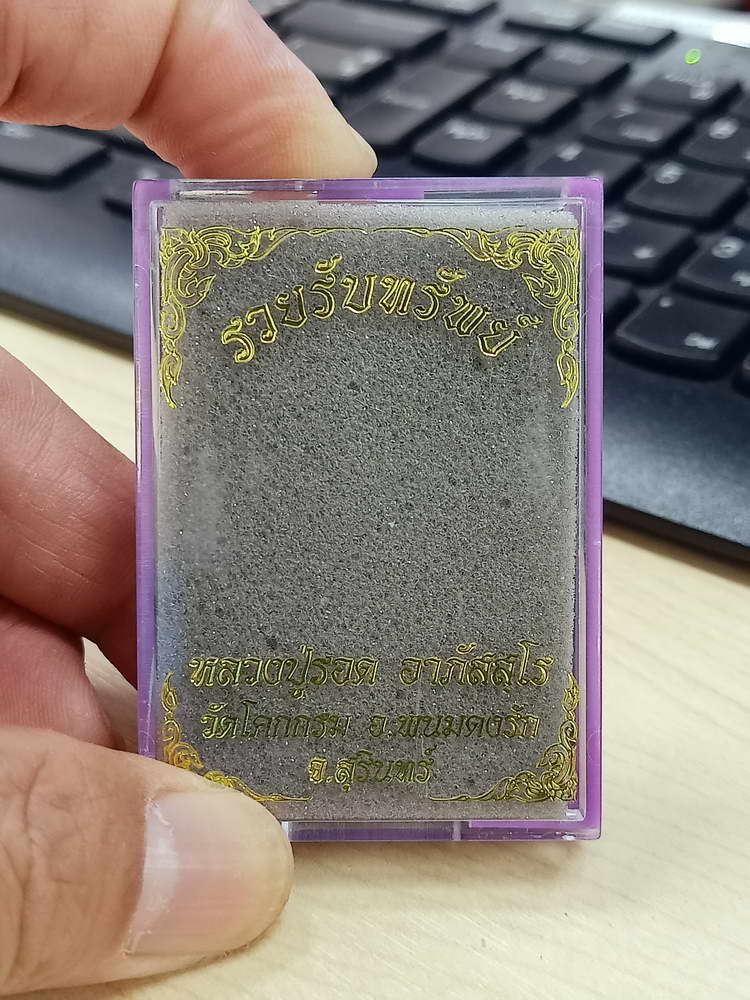 รวยรับทรัพย์
หลวงปู่รอด อาภัสสฺโร
วัดโคกกรม อ.พนมดงรัก
จ.สุรินทร์